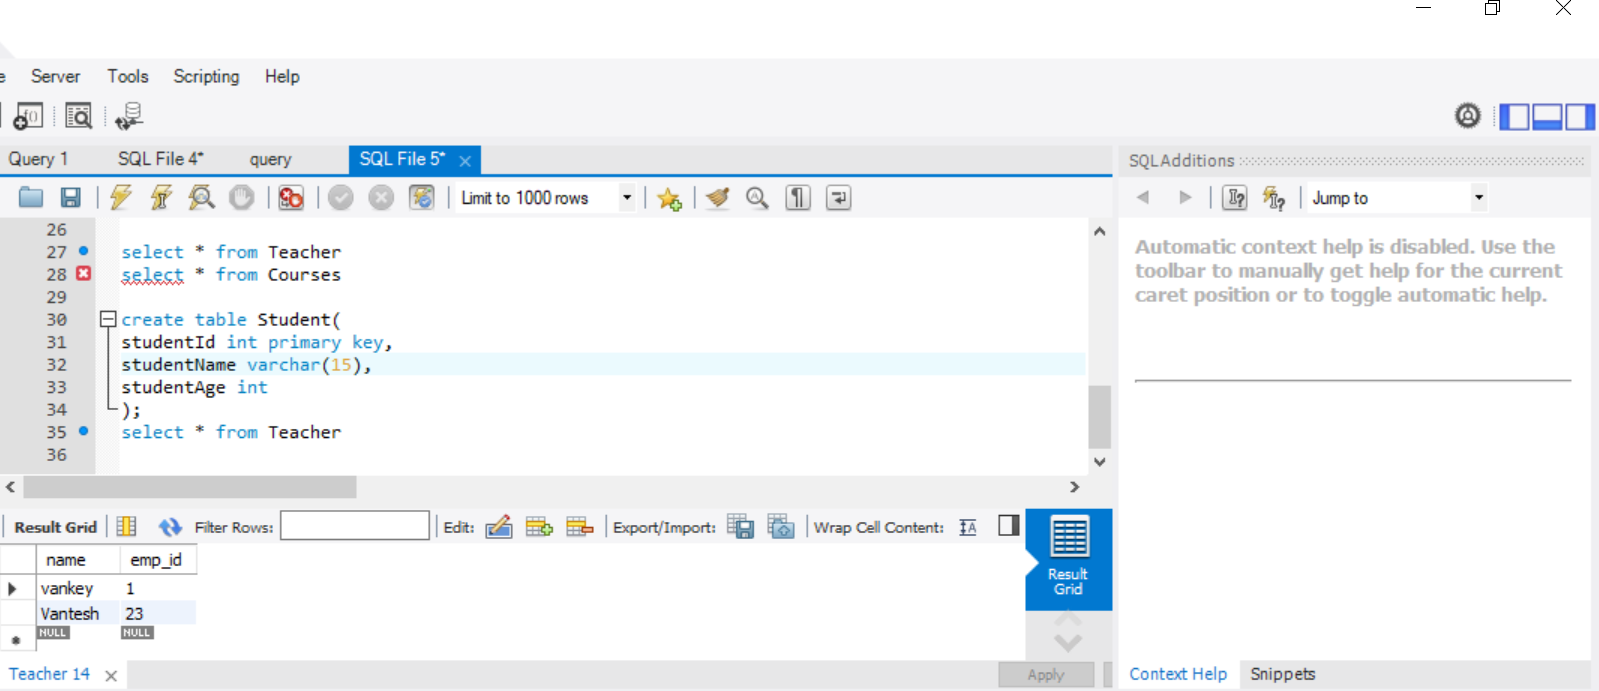 Server Tools Scripting Help
Query 1 SQL File 4* query SQL File 5*
SQLAdditions
Limit to 1000 rows
Jump to
26
27 select * from Teacher
28 select * from Courses
29
30 create table Student(
31 studentId int primary key,
32 studentName varchar(15),
33 studentAge int
34 );
35 select * from Teacher
36
Automatic context help is disabled. Use the
toolbar to manually get help for the current
caret position or to toggle automatic help.
Result Grid Filter Rows: Edit: Export/Import: Wrap Cell Content:
name emp_id
vankey 1
Vantesh 23
NULL NULL
Result
Grid
Teacher 14
Apply
Context Help Snippets